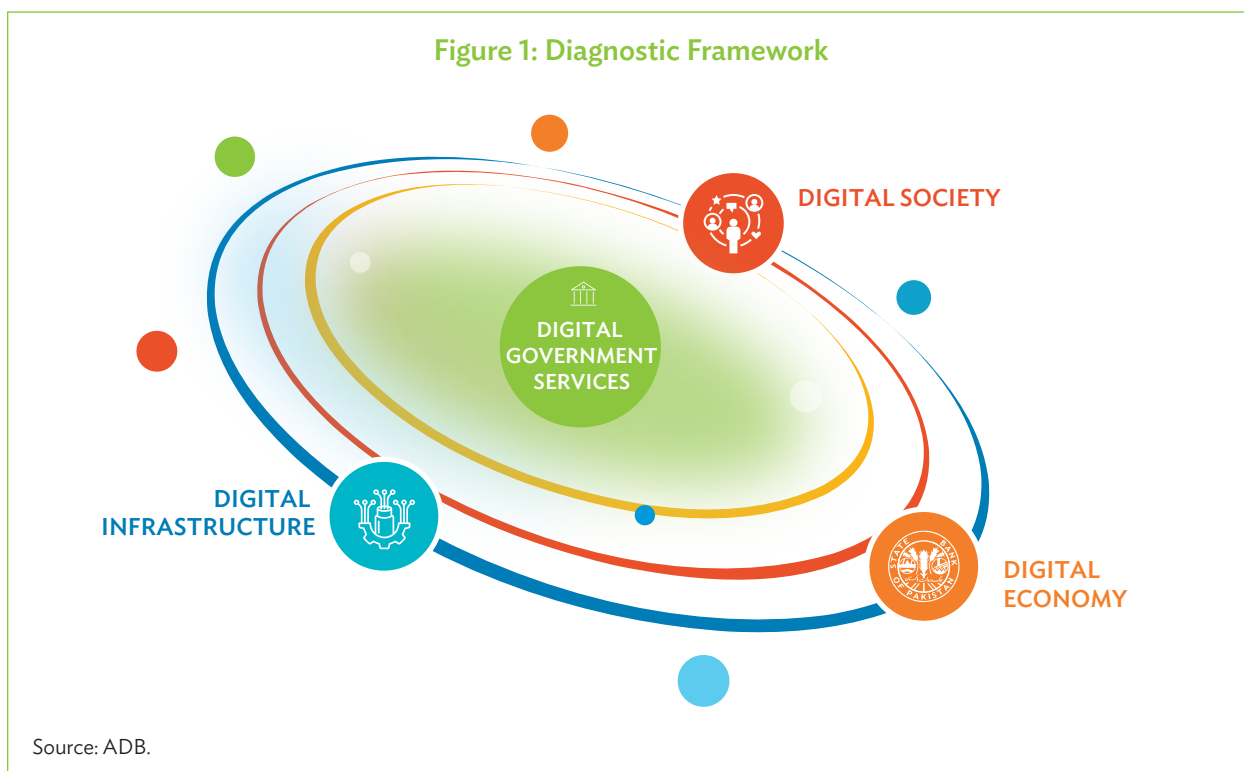 Figure 1: Diagnostic Framework
DIGITAL SOCIETY
DIGITAL
GOVERNMENT
SERVICES
DIGITAL
INFRASTRUCTURE
STATE BANK
OF PAKISTAN
DIGITAL
ECONOMY
Source: ADB.